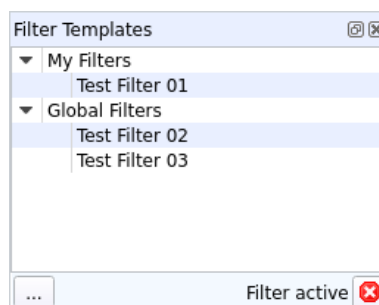 Filter Templates
My Filters
Test Filter 01
Global Filters
Test Filter 02
Test Filter 03
... Filter active